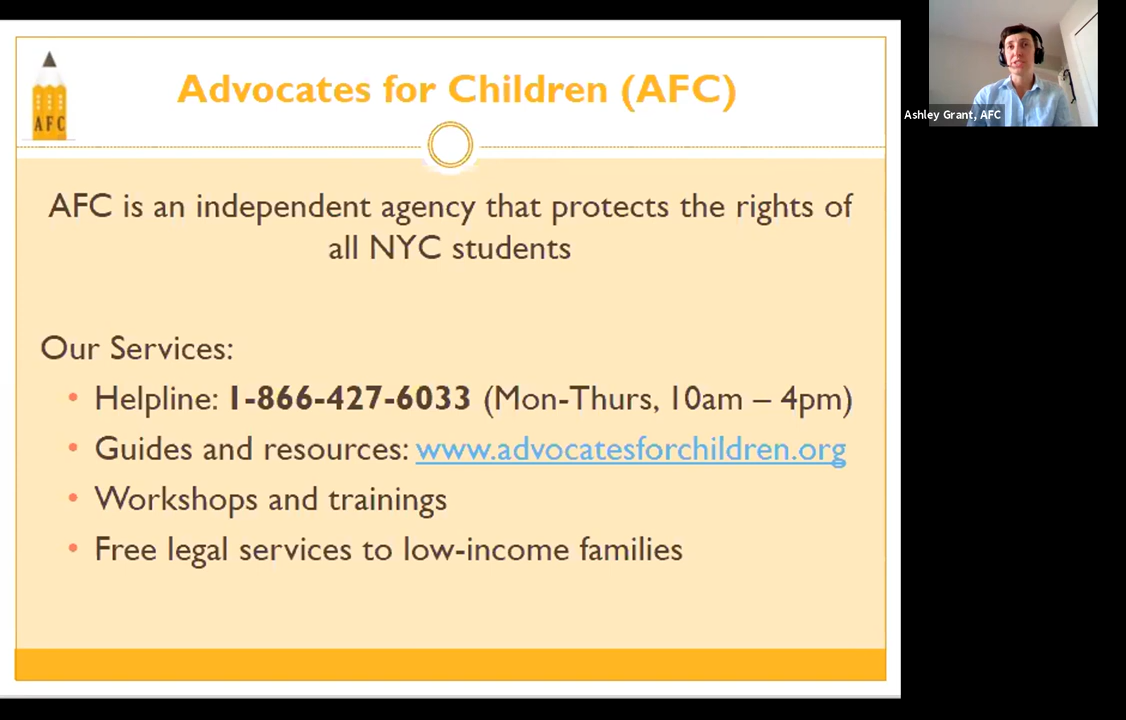 AFC
Advocates for Children (AFC)
AFC is an independent agency that protects the rights of
all NYC students
Our Services:
• Helpline: 1-866-427-6033 (Mon-Thurs, 10am – 4pm)
• Guides and resources: www.advocatesforchildren.org
• Workshops and trainings
• Free legal services to low-income families
Ashley Grant, AFC